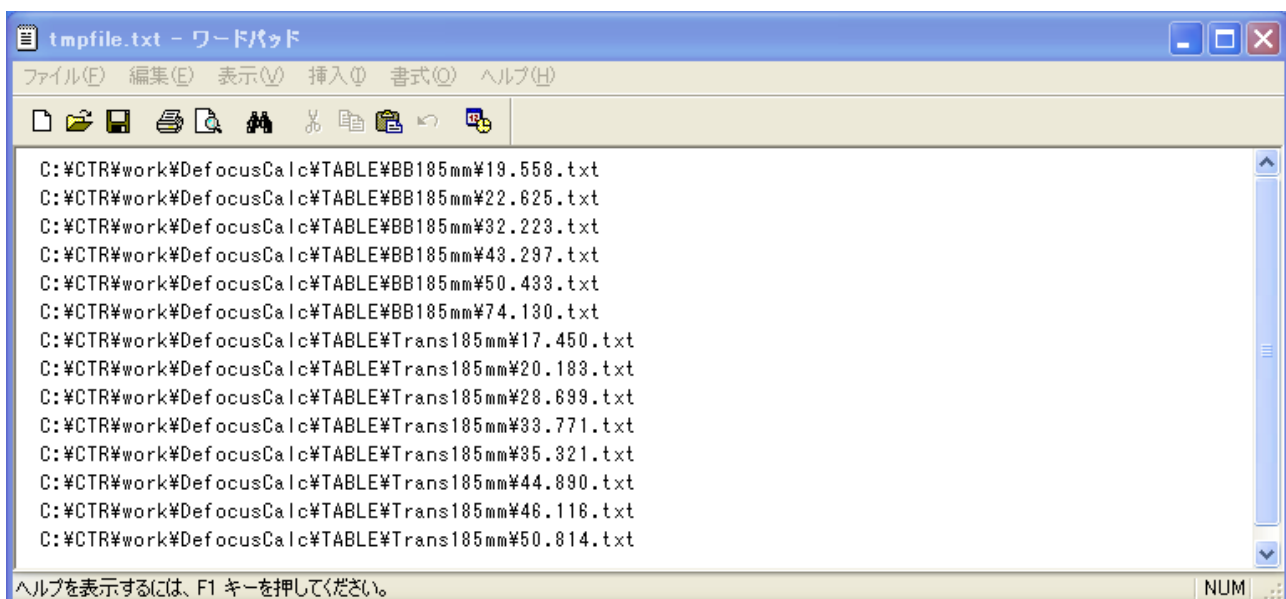 tmpfile.txt - ワードパッド
ファイル(F) 編集(E) 表示(V) 挿入(I) 書式(O) ヘルプ(H)
C:¥CTR¥work¥DefocusCalc¥TABLE¥BB185mm¥19.558.txt
C:¥CTR¥work¥DefocusCalc¥TABLE¥BB185mm¥22.625.txt
C:¥CTR¥work¥DefocusCalc¥TABLE¥BB185mm¥32.223.txt
C:¥CTR¥work¥DefocusCalc¥TABLE¥BB185mm¥43.297.txt
C:¥CTR¥work¥DefocusCalc¥TABLE¥BB185mm¥50.433.txt
C:¥CTR¥work¥DefocusCalc¥TABLE¥BB185mm¥74.130.txt
C:¥CTR¥work¥DefocusCalc¥TABLE¥Trans185mm¥17.450.txt
C:¥CTR¥work¥DefocusCalc¥TABLE¥Trans185mm¥20.183.txt
C:¥CTR¥work¥DefocusCalc¥TABLE¥Trans185mm¥28.699.txt
C:¥CTR¥work¥DefocusCalc¥TABLE¥Trans185mm¥33.771.txt
C:¥CTR¥work¥DefocusCalc¥TABLE¥Trans185mm¥35.321.txt
C:¥CTR¥work¥DefocusCalc¥TABLE¥Trans185mm¥44.890.txt
C:¥CTR¥work¥DefocusCalc¥TABLE¥Trans185mm¥46.116.txt
C:¥CTR¥work¥DefocusCalc¥TABLE¥Trans185mm¥50.814.txt
ヘルプを表示するには、F1 キーを押してください。 NUM